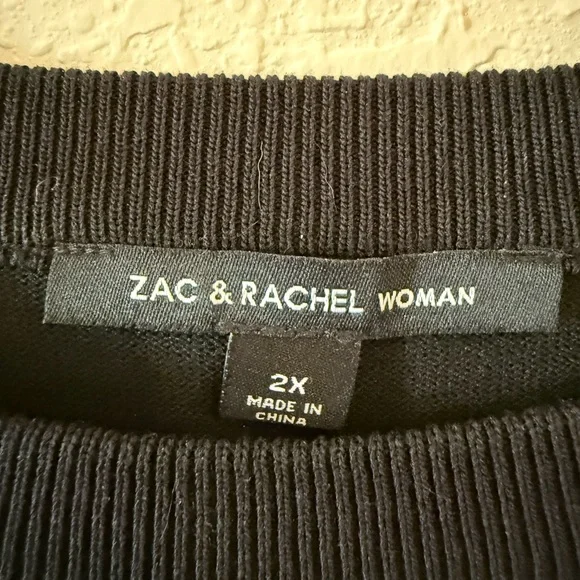 ZAC & RACHEL WOMAN
2X
MADE IN
CHINA